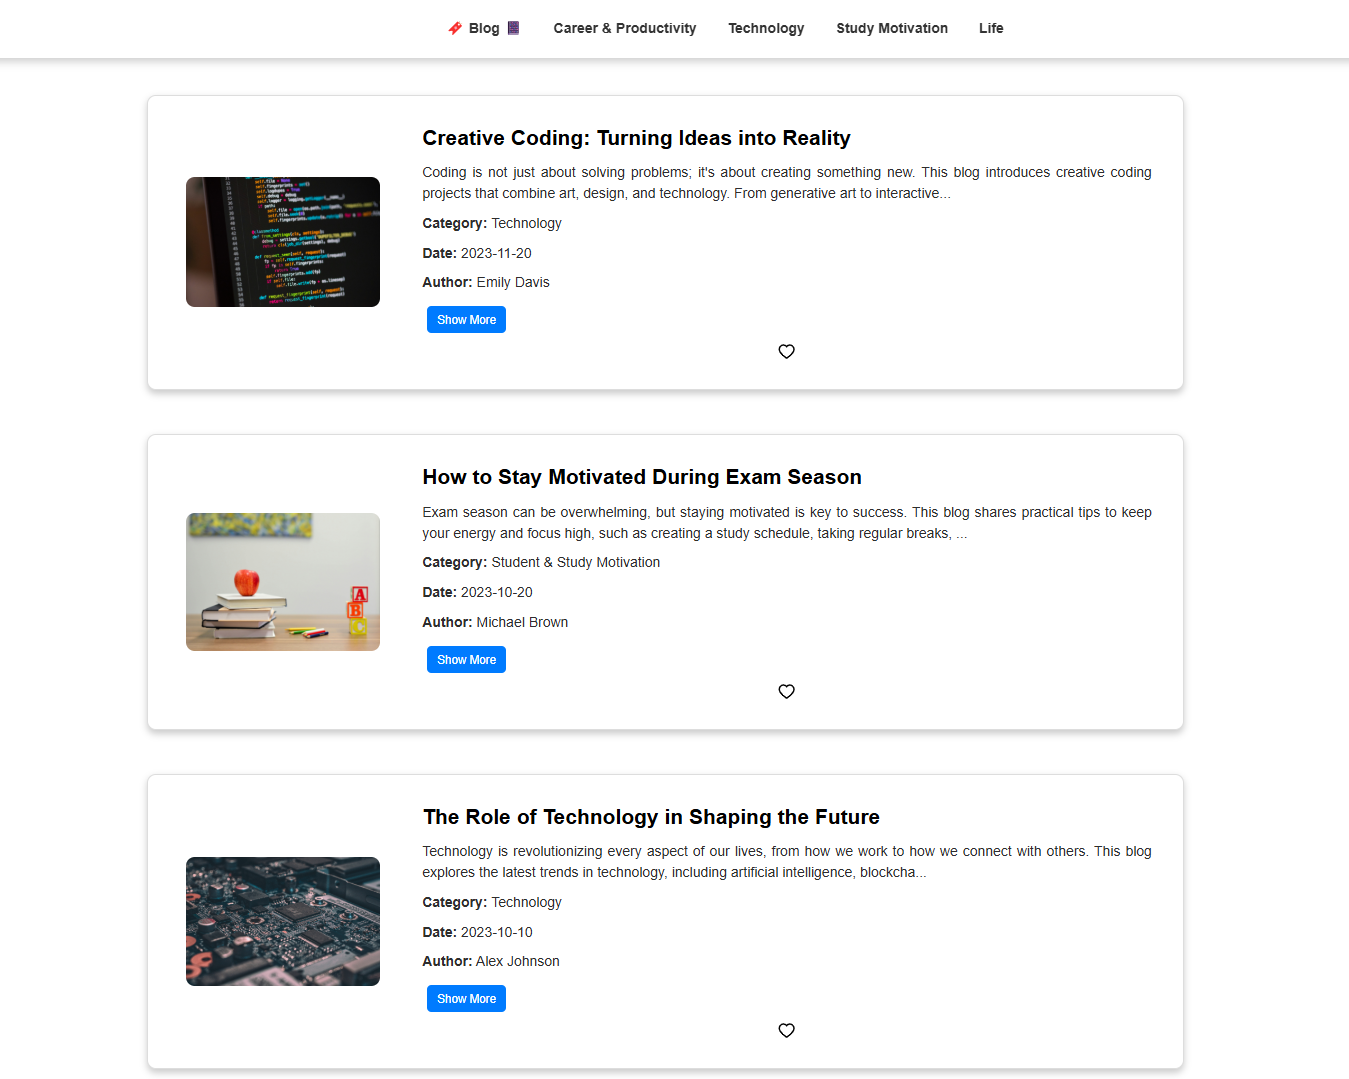 Blog Career & Productivity Technology Study Motivation Life
Creative Coding: Turning Ideas into Reality
Coding is not just about solving problems; it's about creating something new. This blog introduces creative coding
projects that combine art, design, and technology. From generative art to interactive...
Category: Technology
Date: 2023-11-20
Author: Emily Davis
Show More
How to Stay Motivated During Exam Season
Exam season can be overwhelming, but staying motivated is key to success. This blog shares practical tips to keep
your energy and focus high, such as creating a study schedule, taking regular breaks, ...
Category: Student & Study Motivation
Date: 2023-10-20
Author: Michael Brown
Show More
A
B
C
The Role of Technology in Shaping the Future
Technology is revolutionizing every aspect of our lives, from how we work to how we connect with others. This blog
explores the latest trends in technology, including artificial intelligence, blockcha...
Category: Technology
Date: 2023-10-10
Author: Alex Johnson
Show More